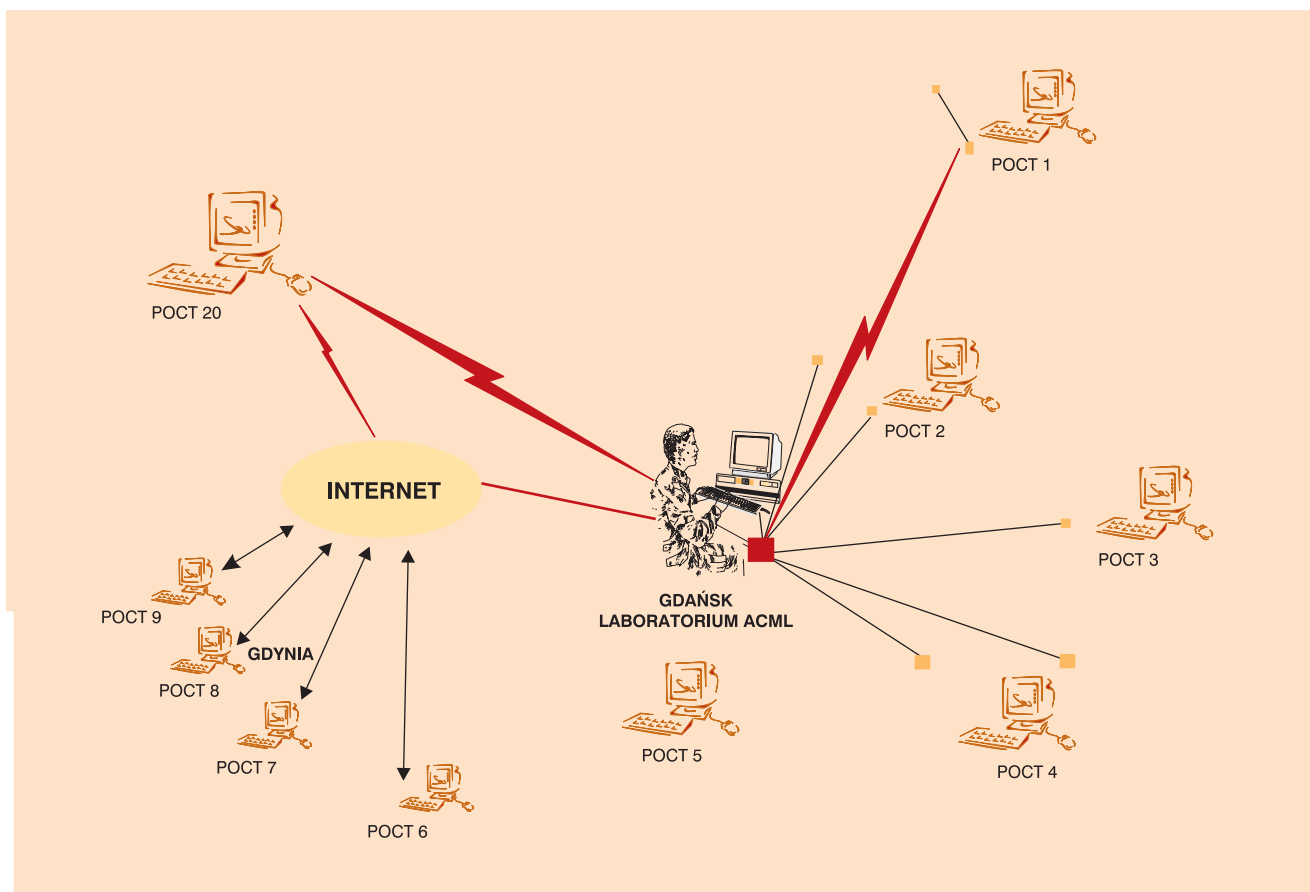 POCT 1
POCT 20
POCT 2
INTERNET
POCT 3
GDAŃSK
LABORATORIUM ACML
POCT 9
GDYNIA
POCT 8
POCT 5
POCT 7
POCT 4
POCT 6